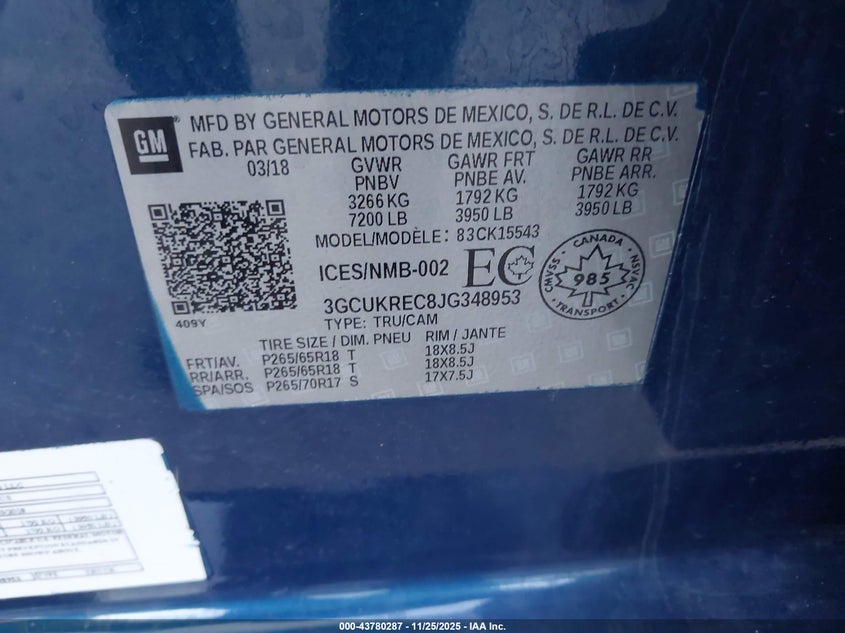 GM
MFD BY GENERAL MOTORS DE MEXICO, S. DE R.L. DE C.V.
FAB. PAR GENERAL MOTORS DE MEXICO, S. DE R.L. DE C.V.
03/18 GVWR GAWR FRT GAWR RR
PNBV PNBE AV. PNBE ARR.
3266 KG 1792 KG 1792 KG
7200 LB 3950 LB 3950 LB
MODEL/MODÈLE: 83CK15543
ICES/NMB-002 EC
CANADA
CMVSS 985 NSVAC
TRANSPORT
3GCUKREC8JG348953
409Y
TYPE: TRU/CAM
TIRE SIZE / DIM. PNEU RIM / JANTE
FRT/AV. P265/65R18 T 18X8.5J
RR/ARR. P265/65R18 T 18X8.5J
SPA/SOS P265/70R17 S 17X7.5J
000-43780287 - 11/25/2025 - IAA Inc.